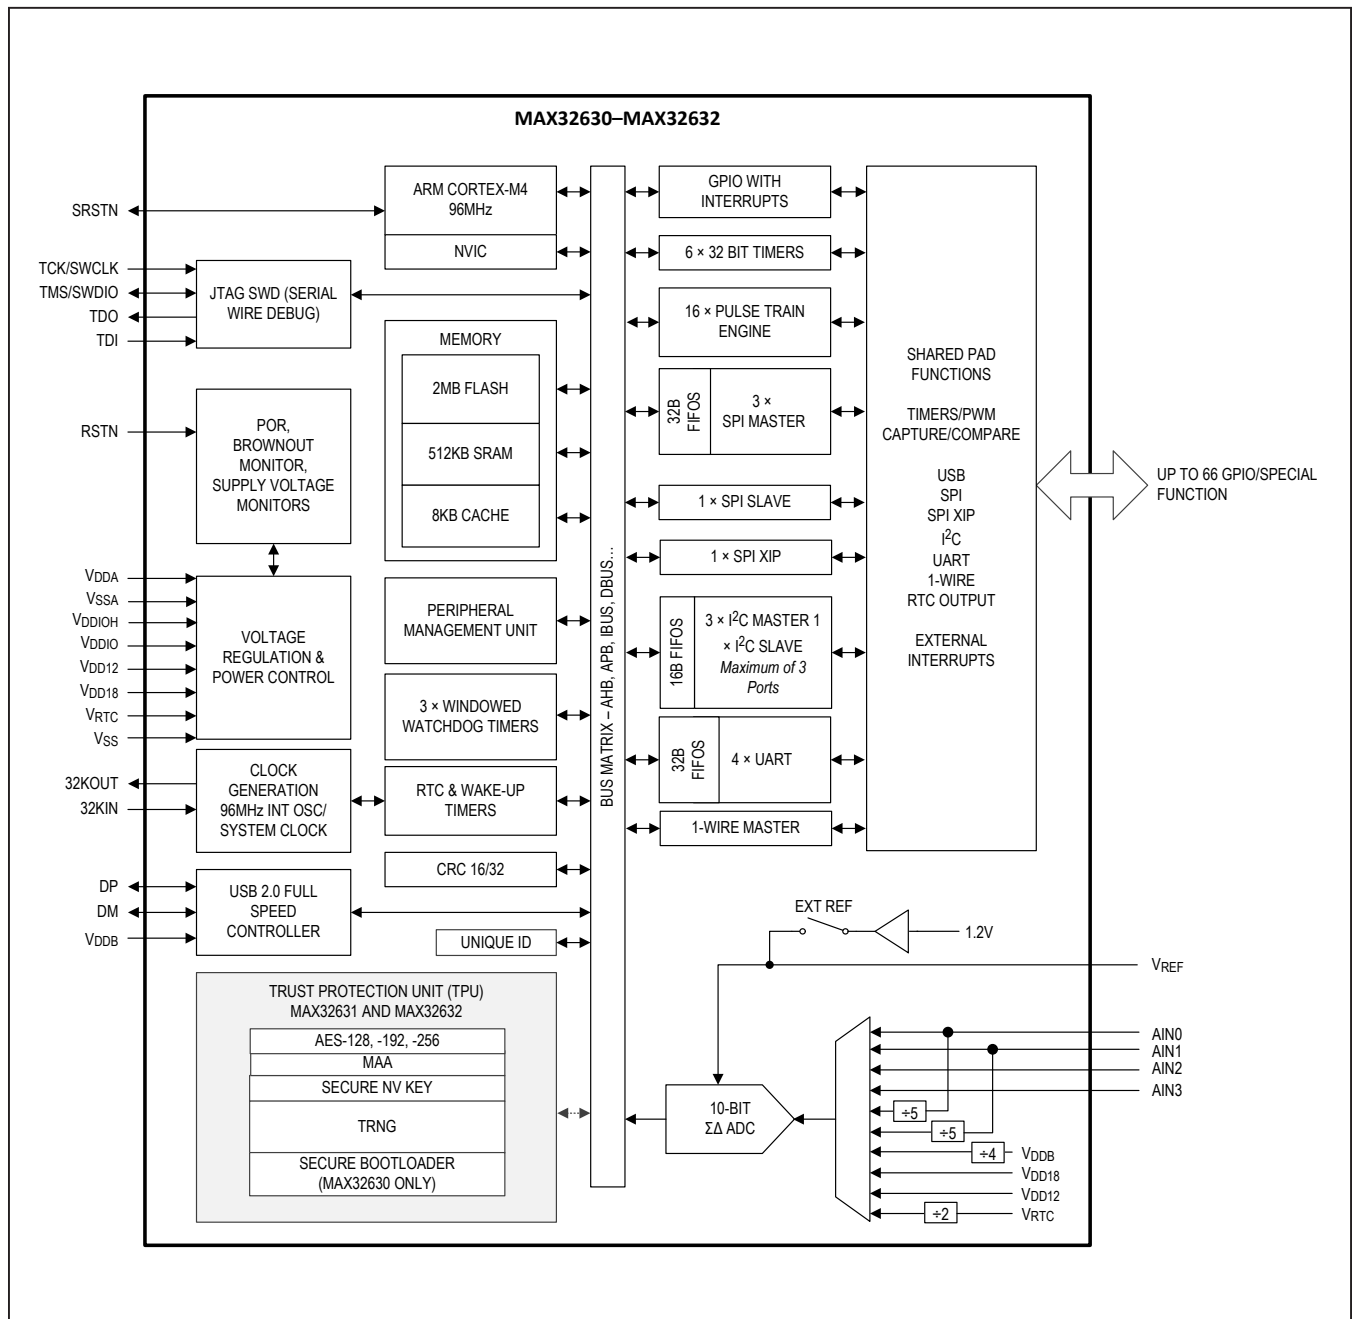 MAX32630–MAX32632
SRSTN
TCK/SWCLK
TMS/SWDIO
TDO
TDI
RSTN
VDDA
VSSA
VDDIOH
VDDIO
VDD12
VDD18
VRTC
VSS
32KOUT
32KIN
DP
DM
VDDB
JTAG SWD (SERIAL
WIRE DEBUG)
POR,
BROWNOUT
MONITOR,
SUPPLY VOLTAGE
MONITORS
VOLTAGE
REGULATION &
POWER CONTROL
CLOCK
GENERATION
96MHz INT OSC/
SYSTEM CLOCK
USB 2.0 FULL
SPEED
CONTROLLER
ARM CORTEX-M4
96MHz
NVIC
MEMORY
2MB FLASH
512KB SRAM
8KB CACHE
PERIPHERAL
MANAGEMENT UNIT
3 × WINDOWED
WATCHDOG TIMERS
RTC & WAKE-UP
TIMERS
CRC 16/32
UNIQUE ID
TRUST PROTECTION UNIT (TPU)
MAX32631 AND MAX32632
AES-128, -192, -256
MAA
SECURE NV KEY
TRNG
SECURE BOOTLOADER
(MAX32630 ONLY)
BUS MATRIX – AHB, APB, IBUS, DBUS...
GPIO WITH
INTERRUPTS
6 × 32 BIT TIMERS
16 × PULSE TRAIN
ENGINE
32B
FIFOS
3 ×
SPI MASTER
1 × SPI SLAVE
1 × SPI XIP
16B FIFOS
3 × I²C MASTER 1
× I²C SLAVE
Maximum of 3
Ports
32B
FIFOS
4 × UART
1-WIRE MASTER
SHARED PAD
FUNCTIONS
TIMERS/PWM
CAPTURE/COMPARE
USB
SPI
SPI XIP
I²C
UART
1-WIRE
RTC OUTPUT
EXTERNAL
INTERRUPTS
UP TO 66 GPIO/SPECIAL
FUNCTION
EXT REF
1.2V
VREF
10-BIT
ΣΔ ADC
AIN0
AIN1
AIN2
AIN3
÷5
÷5
÷4
VDDB
VDD18
VDD12
÷2
VRTC